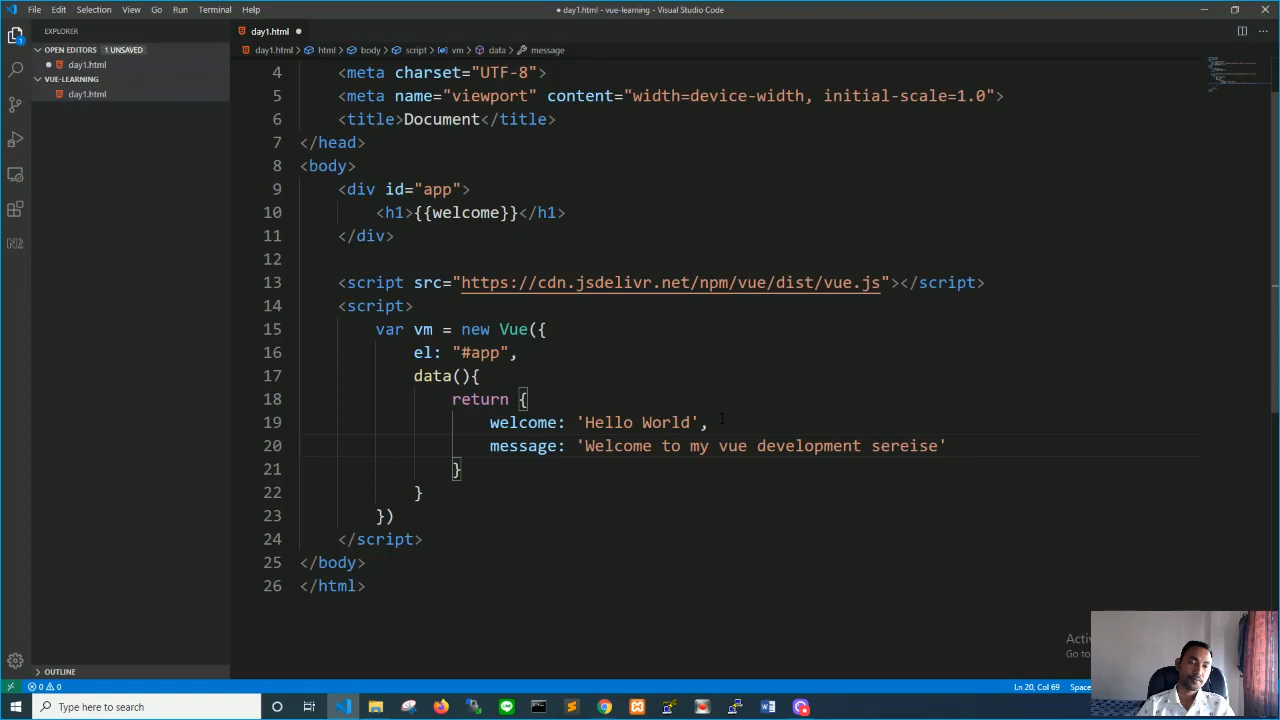 File Edit Selection View Go Run Terminal Help
● day1.html - vue-learning - Visual Studio Code
EXPLORER
day1.html ●
OPEN EDITORS 1 UNSAVED
day1.html > html > body > script > vm > data > message
● day1.html
VUE-LEARNING
day1.html
4 <meta charset="UTF-8">
5 <meta name="viewport" content="width=device-width, initial-scale=1.0">
6 <title>Document</title>
7 </head>
8 <body>
9 <div id="app">
10 <h1>{{welcome}}</h1>
11 </div>
12
13 <script src="https://cdn.jsdelivr.net/npm/vue/dist/vue.js"></script>
14 <script>
15 var vm = new Vue({
16 el: "#app",
17 data(){
18 return {
19 welcome: 'Hello World',
20 message: 'Welcome to my vue development sereise'
21 }
22 }
23 })
24 </script>
25 </body>
26 </html>
Go to
OUTLINE
0 0
Ln 20, Col 69
Type here to search